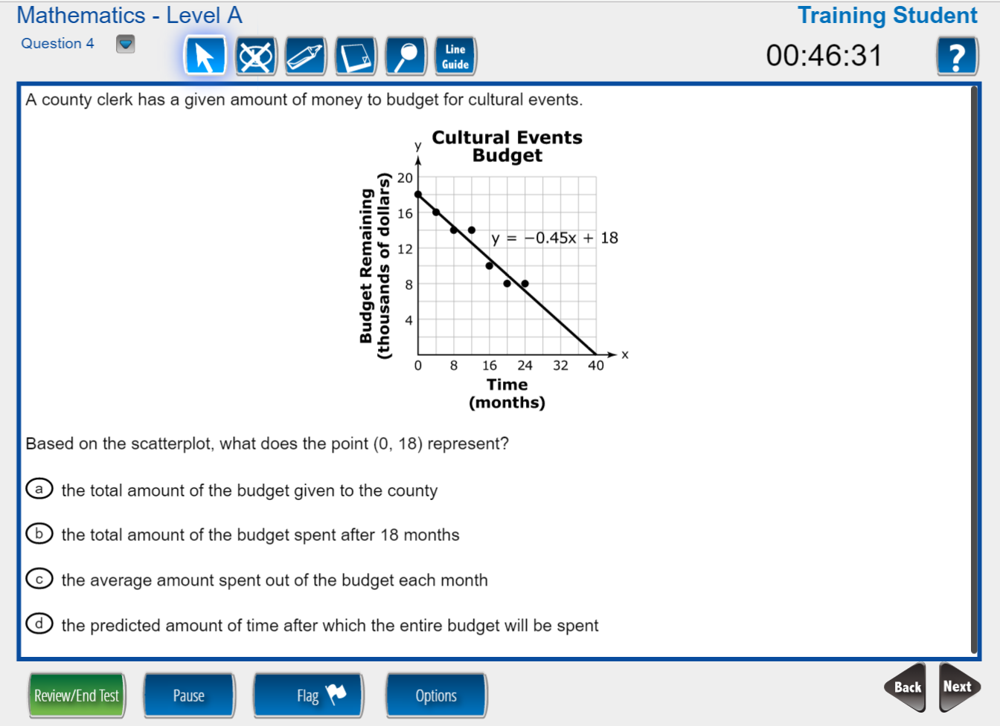 Mathematics - Level A
Training Student
Question 4
Line
Guide
00:46:31
?
A county clerk has a given amount of money to budget for cultural events.
Cultural Events
Budget
y
Budget Remaining
(thousands of dollars)
20
16
12
8
4
y = −0.45x + 18
x
0 8 16 24 32 40
Time
(months)
Based on the scatterplot, what does the point (0, 18) represent?
a the total amount of the budget given to the county
b the total amount of the budget spent after 18 months
c the average amount spent out of the budget each month
d the predicted amount of time after which the entire budget will be spent
Review/End Test
Pause
Flag
Options
Back
Next